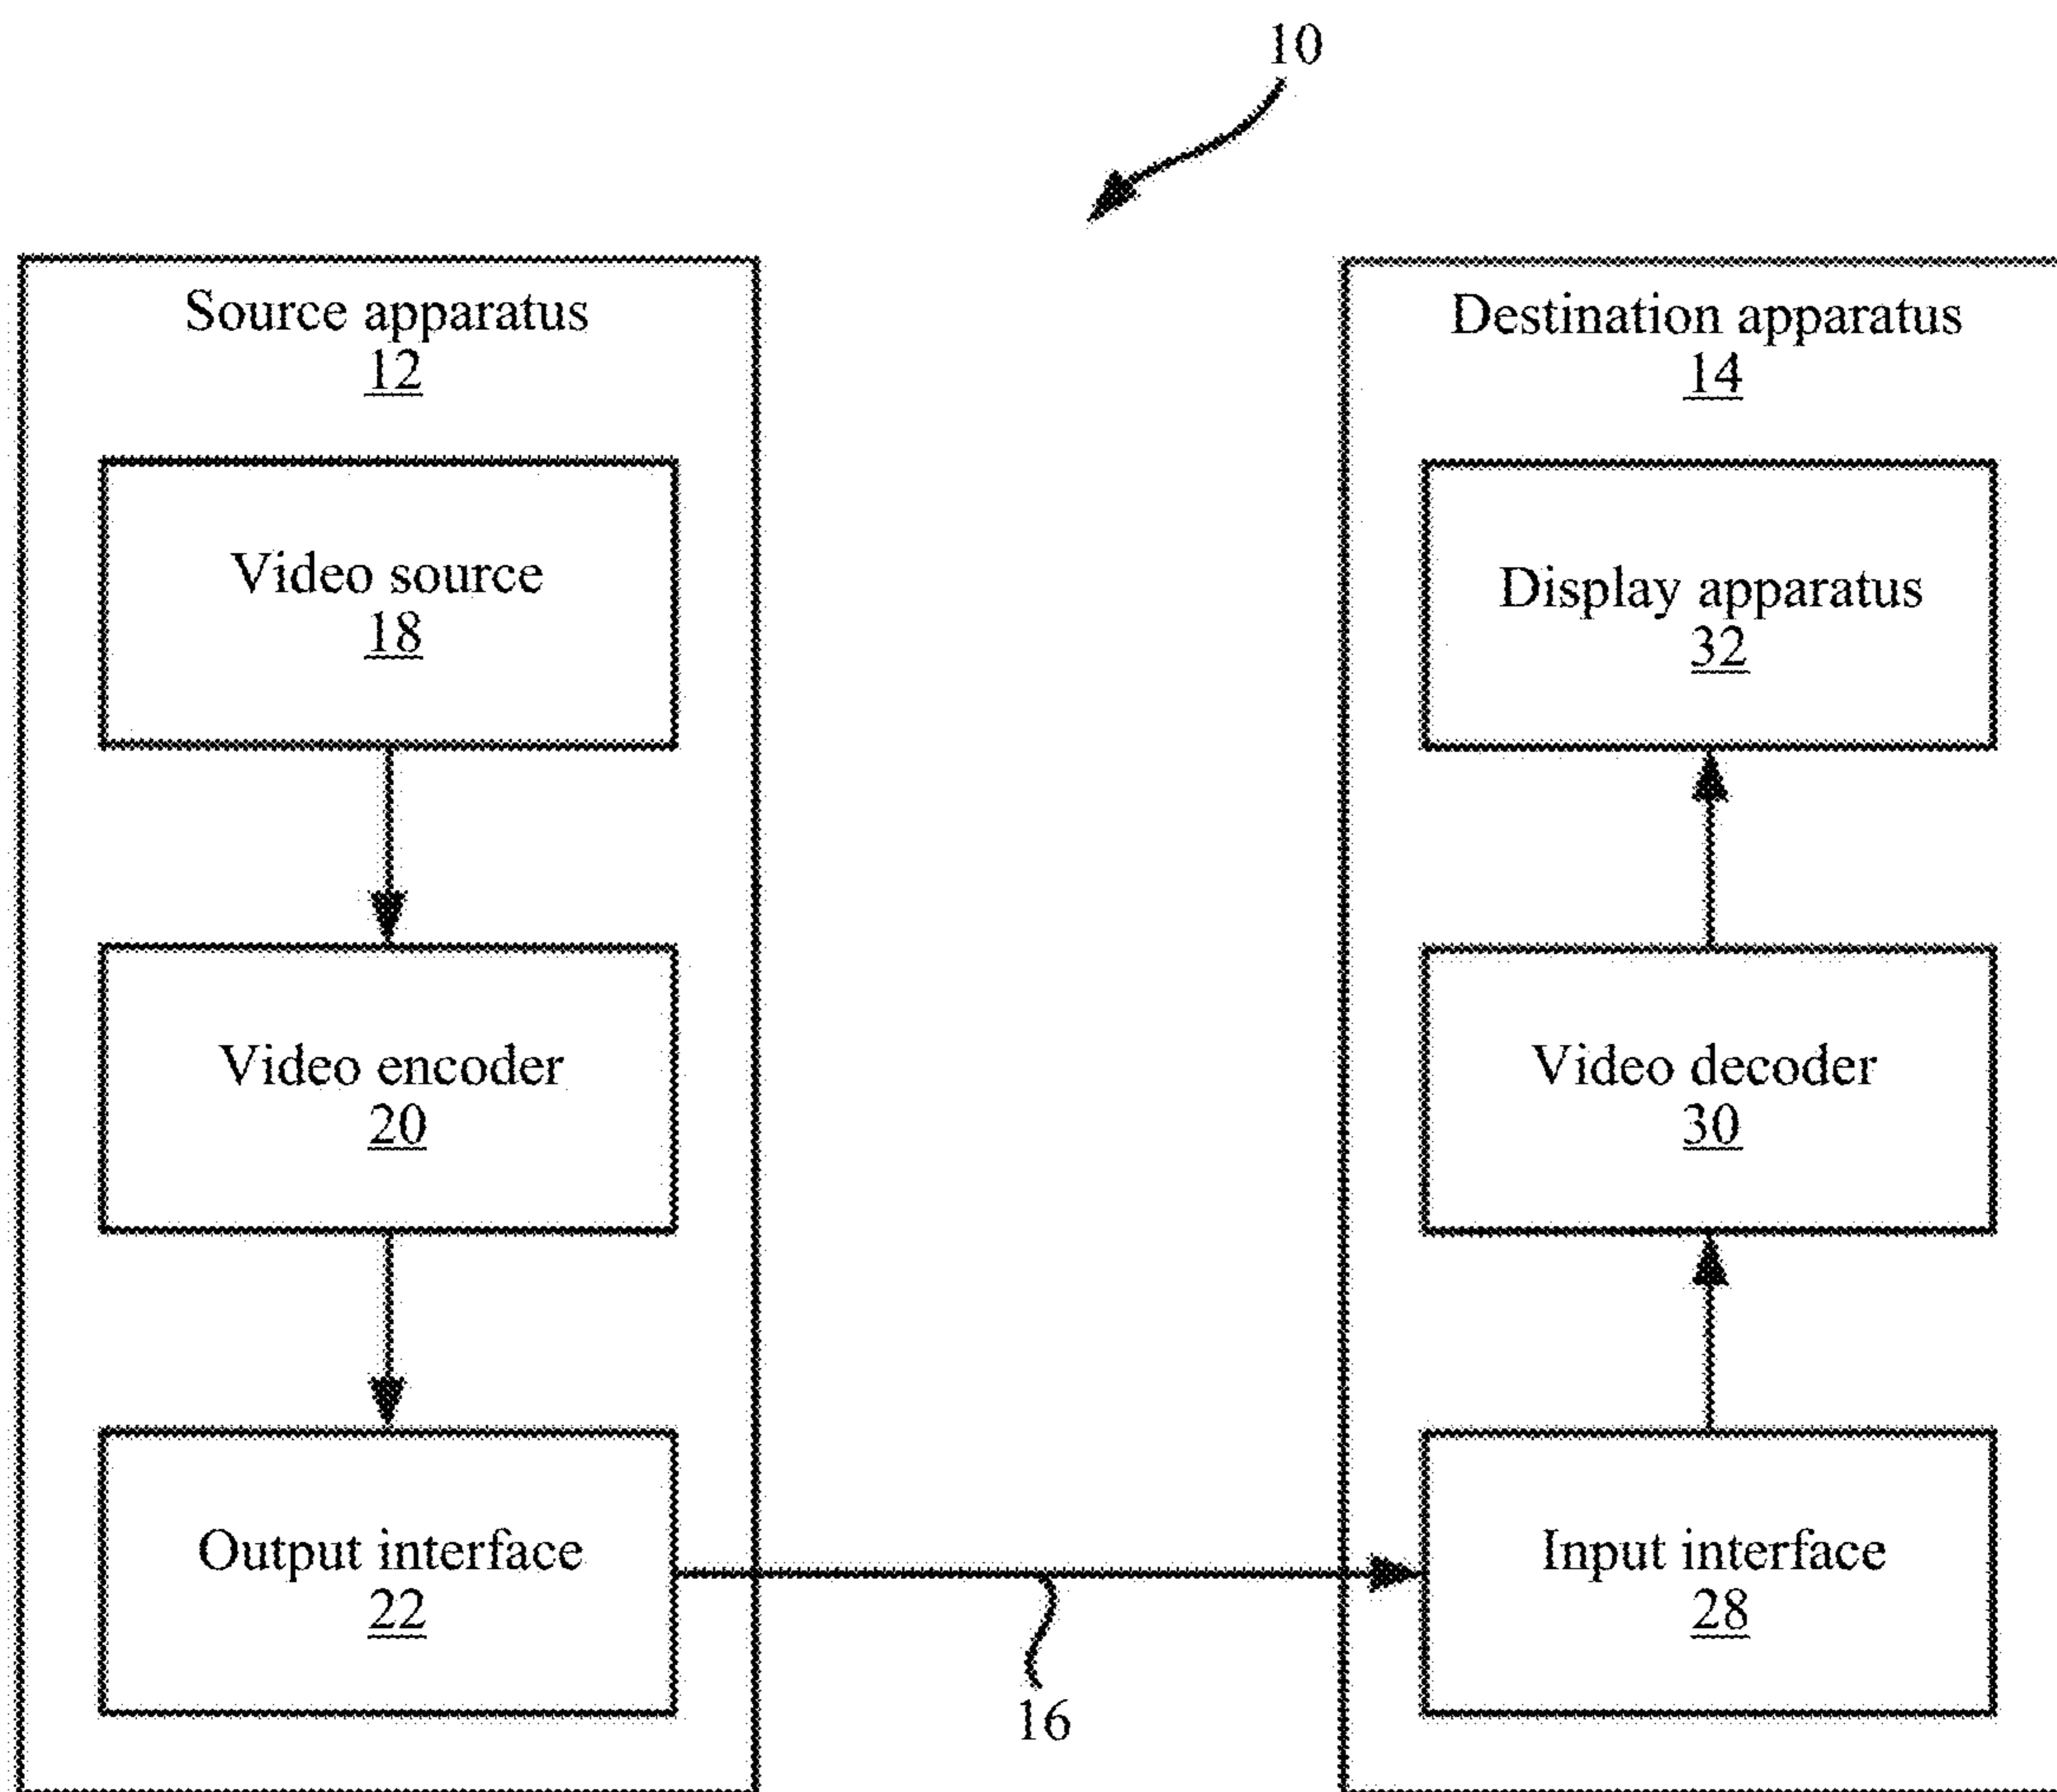 10
Source apparatus
12
Video source
18
Video encoder
20
Output interface
22
16
Destination apparatus
14
Display apparatus
32
Video decoder
30
Input interface
28